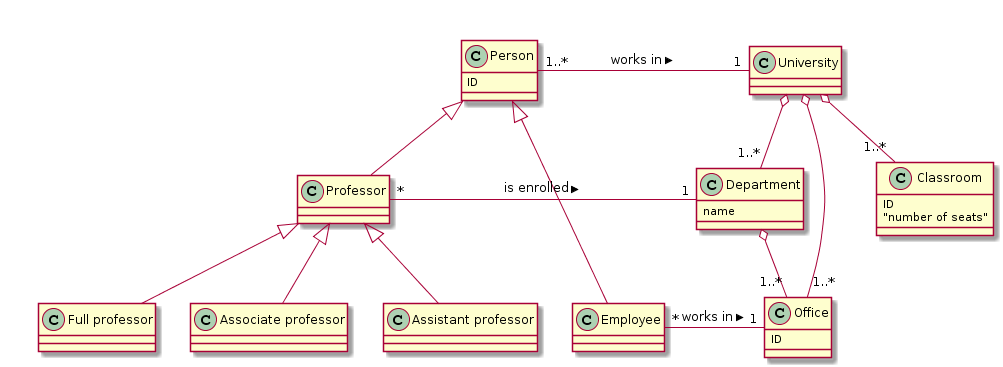 C Person
ID
1..* works in ▶ 1
C University
1..*
1..*
C Professor
* is enrolled ▶ 1
C Department
name
C Classroom
ID
"number of seats"
1..* 1..*
C Full professor
C Associate professor
C Assistant professor
C Employee
* works in ▶ 1
C Office
ID